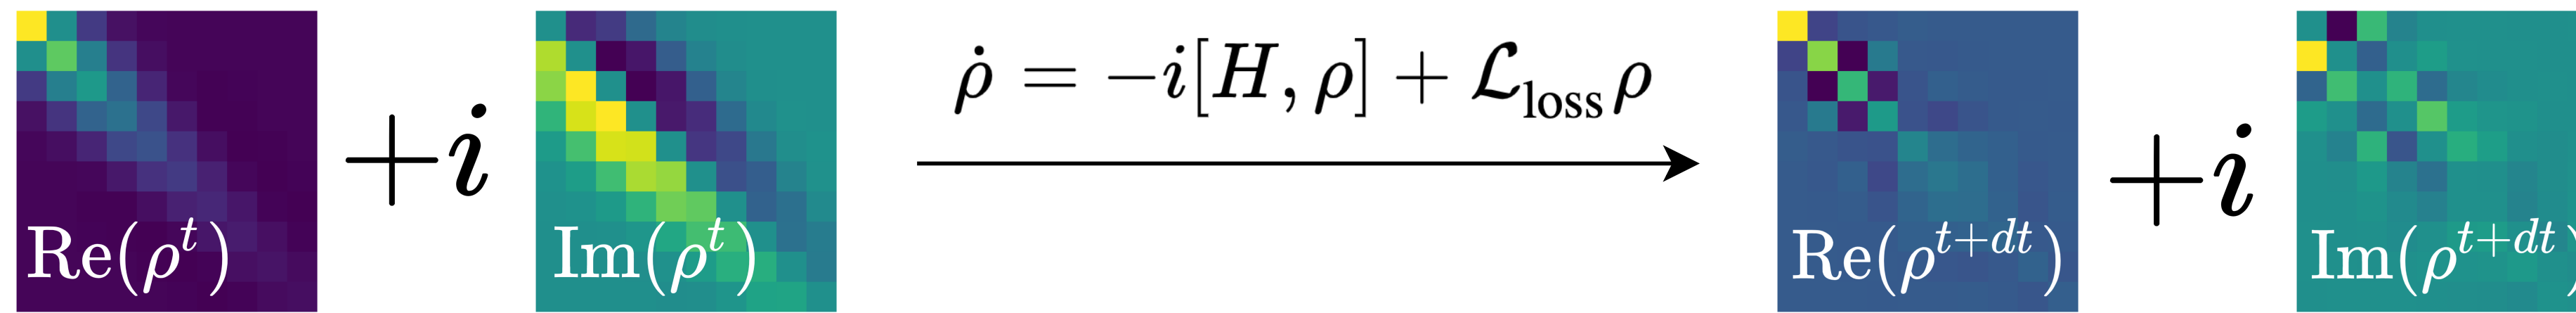 ρ̇ = −i[H, ρ] + ℒ_loss ρ
Re(ρ^t) +i Im(ρ^t)
Re(ρ^{t+dt}) +i Im(ρ^{t+dt})